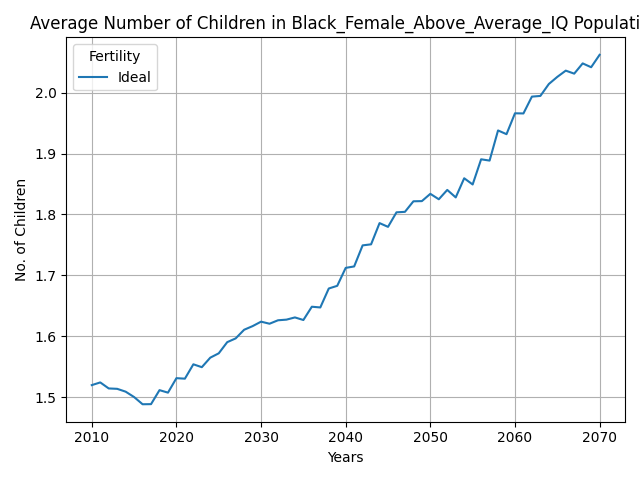 Average Number of Children in Black_Female_Above_Average_IQ Populati
Fertility
Ideal
2.0
1.9
1.8
1.7
1.6
1.5
No. of Children
2010 2020 2030 2040 2050 2060 2070
Years